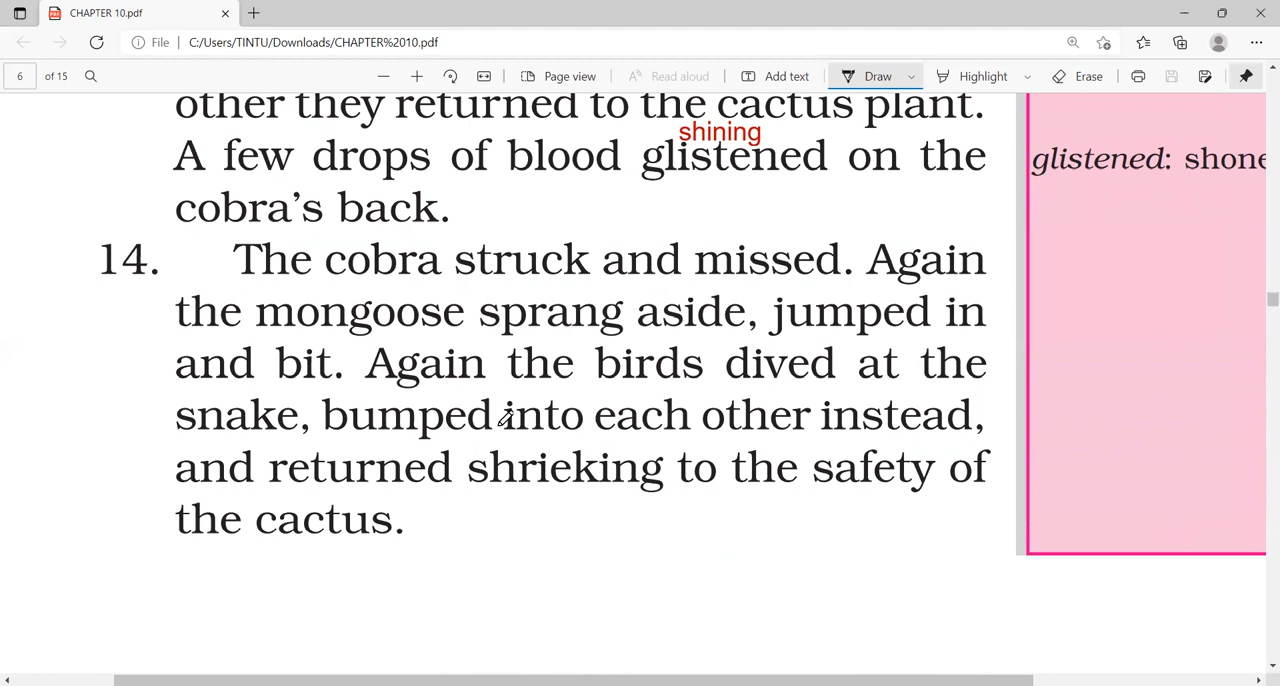 CHAPTER 10.pdf
File | C:/Users/TINTU/Downloads/CHAPTER%2010.pdf
6 of 15 Page view Read aloud Add text Draw Highlight Erase
other they returned to the cactus plant.
shining
A few drops of blood glistened on the
glistened: shone
cobra's back.
14. The cobra struck and missed. Again
the mongoose sprang aside, jumped in
and bit. Again the birds dived at the
snake, bumped into each other instead,
and returned shrieking to the safety of
the cactus.